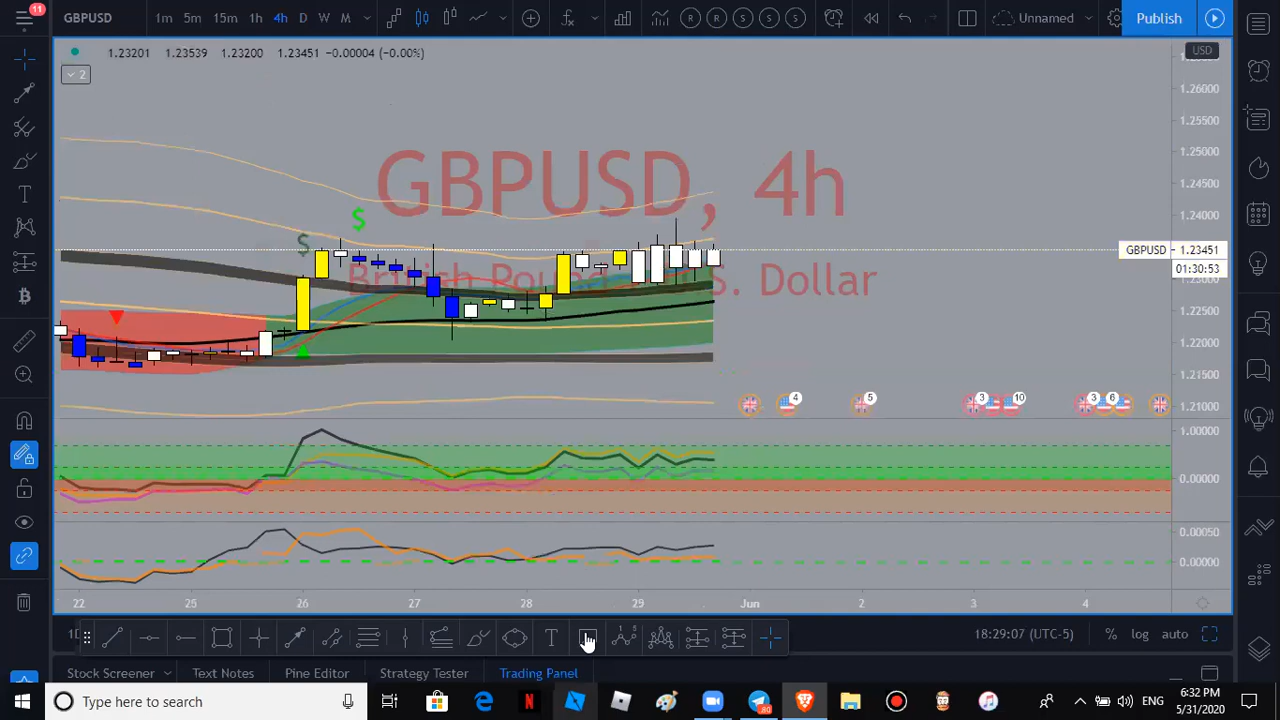 11
GBPUSD 1m 5m 15m 1h 4h D W M Unnamed Publish
1.23201 1.23539 1.23200 1.23451 −0.00004 (−0.00%)
USD
2
GBPUSD, 4h
British Pound U.S. Dollar
1.26000
1.25500
1.25000
1.24500
1.24000
GBPUSD 1.23451
01:30:53
1.22500
1.22000
1.21500
1.21000
4 5 3 10 3 6
1.00000
0.00000
0.00050
0.00000
22 25 26 27 28 29 Jun 2 3 4
18:29:07 (UTC-5) % log auto
Stock Screener Text Notes Pine Editor Strategy Tester Trading Panel
Type here to search
80
ENG
6:32 PM
5/31/2020